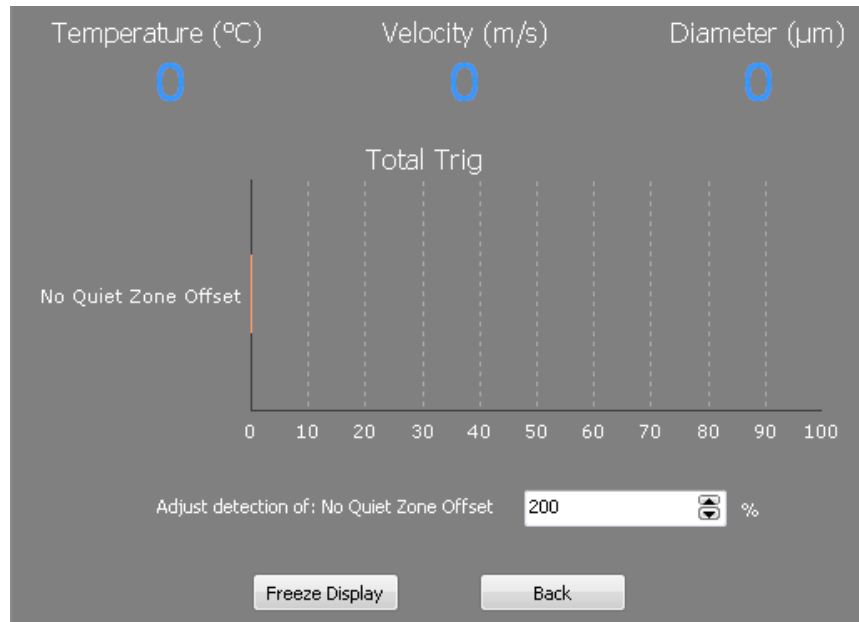 Temperature (ºC) Velocity (m/s) Diameter (µm)
0 0 0
Total Trig
No Quiet Zone Offset
0 10 20 30 40 50 60 70 80 90 100
Adjust detection of: No Quiet Zone Offset 200 %
Freeze Display Back